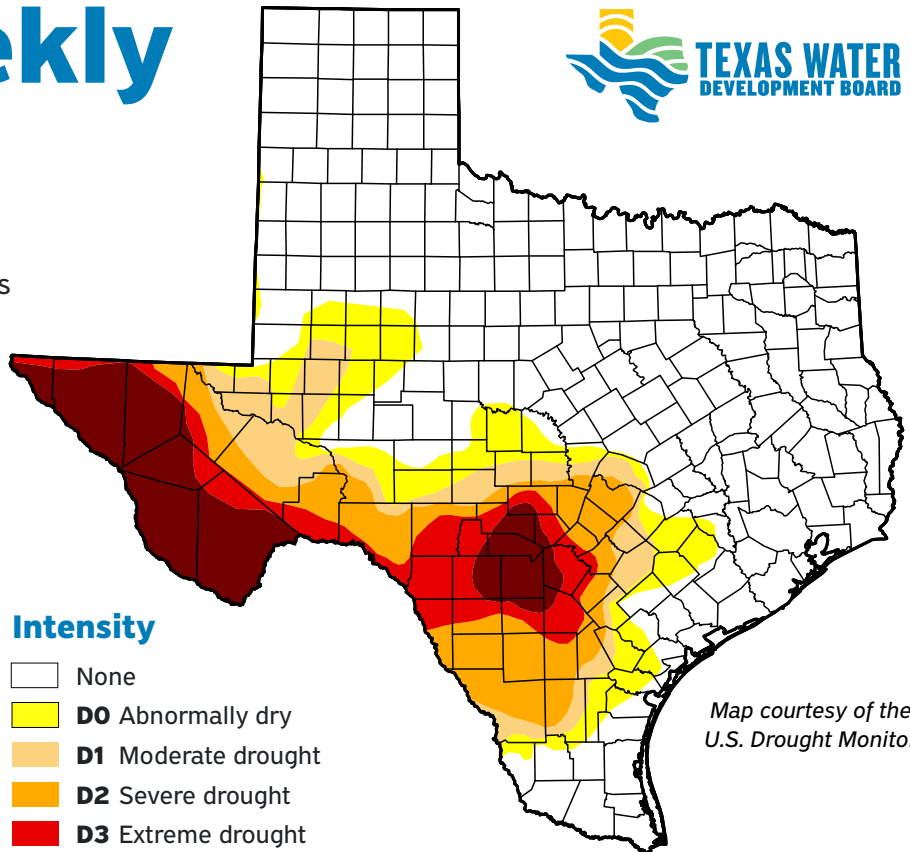 ekly
TEXAS WATER
DEVELOPMENT BOARD
s
Intensity
None
D0 Abnormally dry
D1 Moderate drought
D2 Severe drought
D3 Extreme drought
Map courtesy of the
U.S. Drought Monito